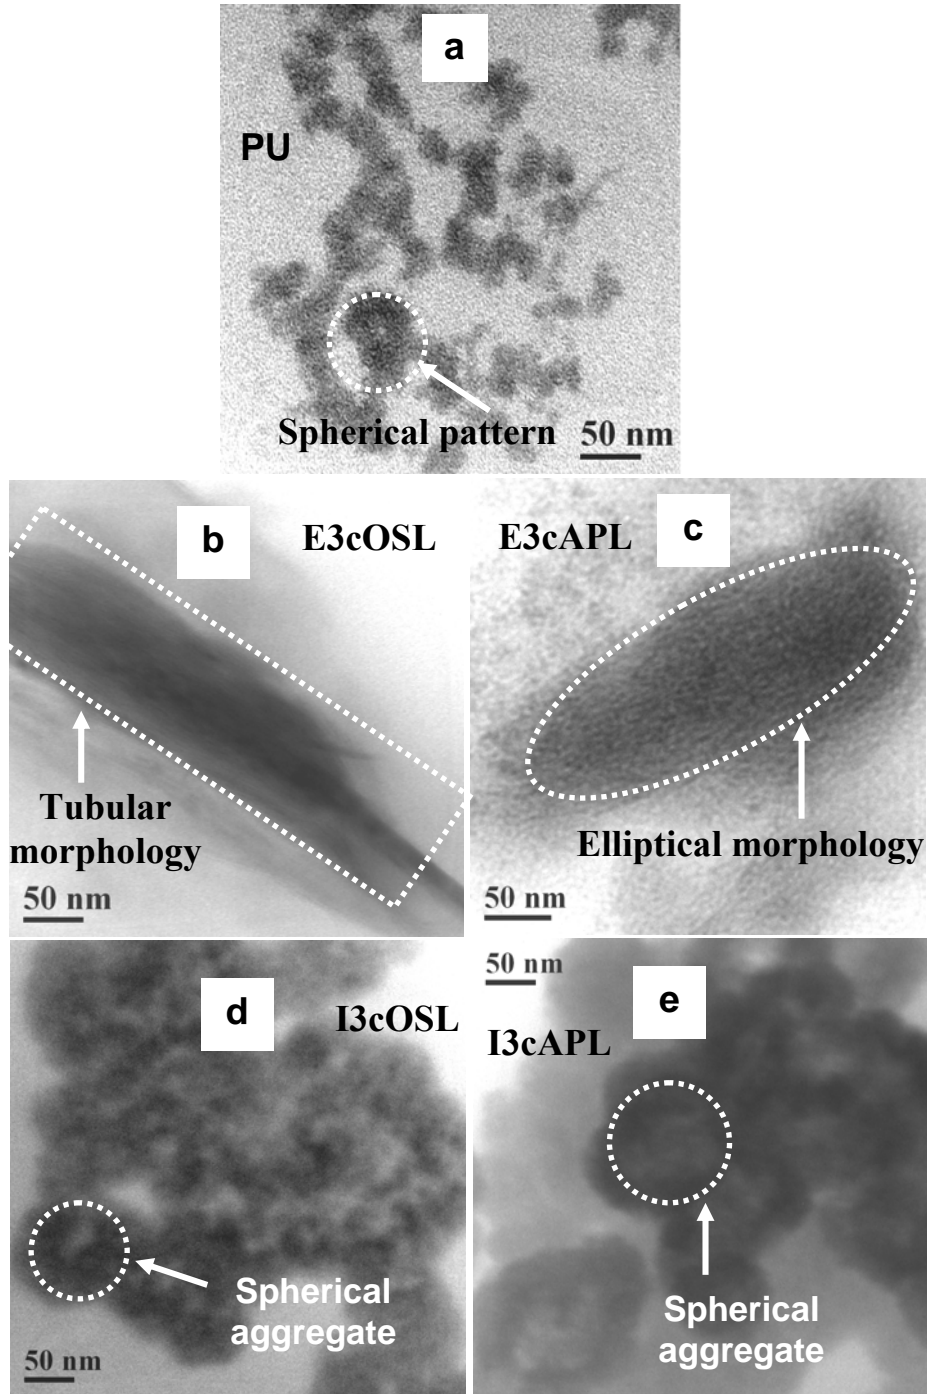 a
PU
Spherical pattern
50 nm
b
E3cOSL
Tubular
morphology
50 nm
E3cAPL
c
Elliptical morphology
50 nm
d
I3cOSL
Spherical
aggregate
50 nm
50 nm
e
I3cAPL
Spherical
aggregate